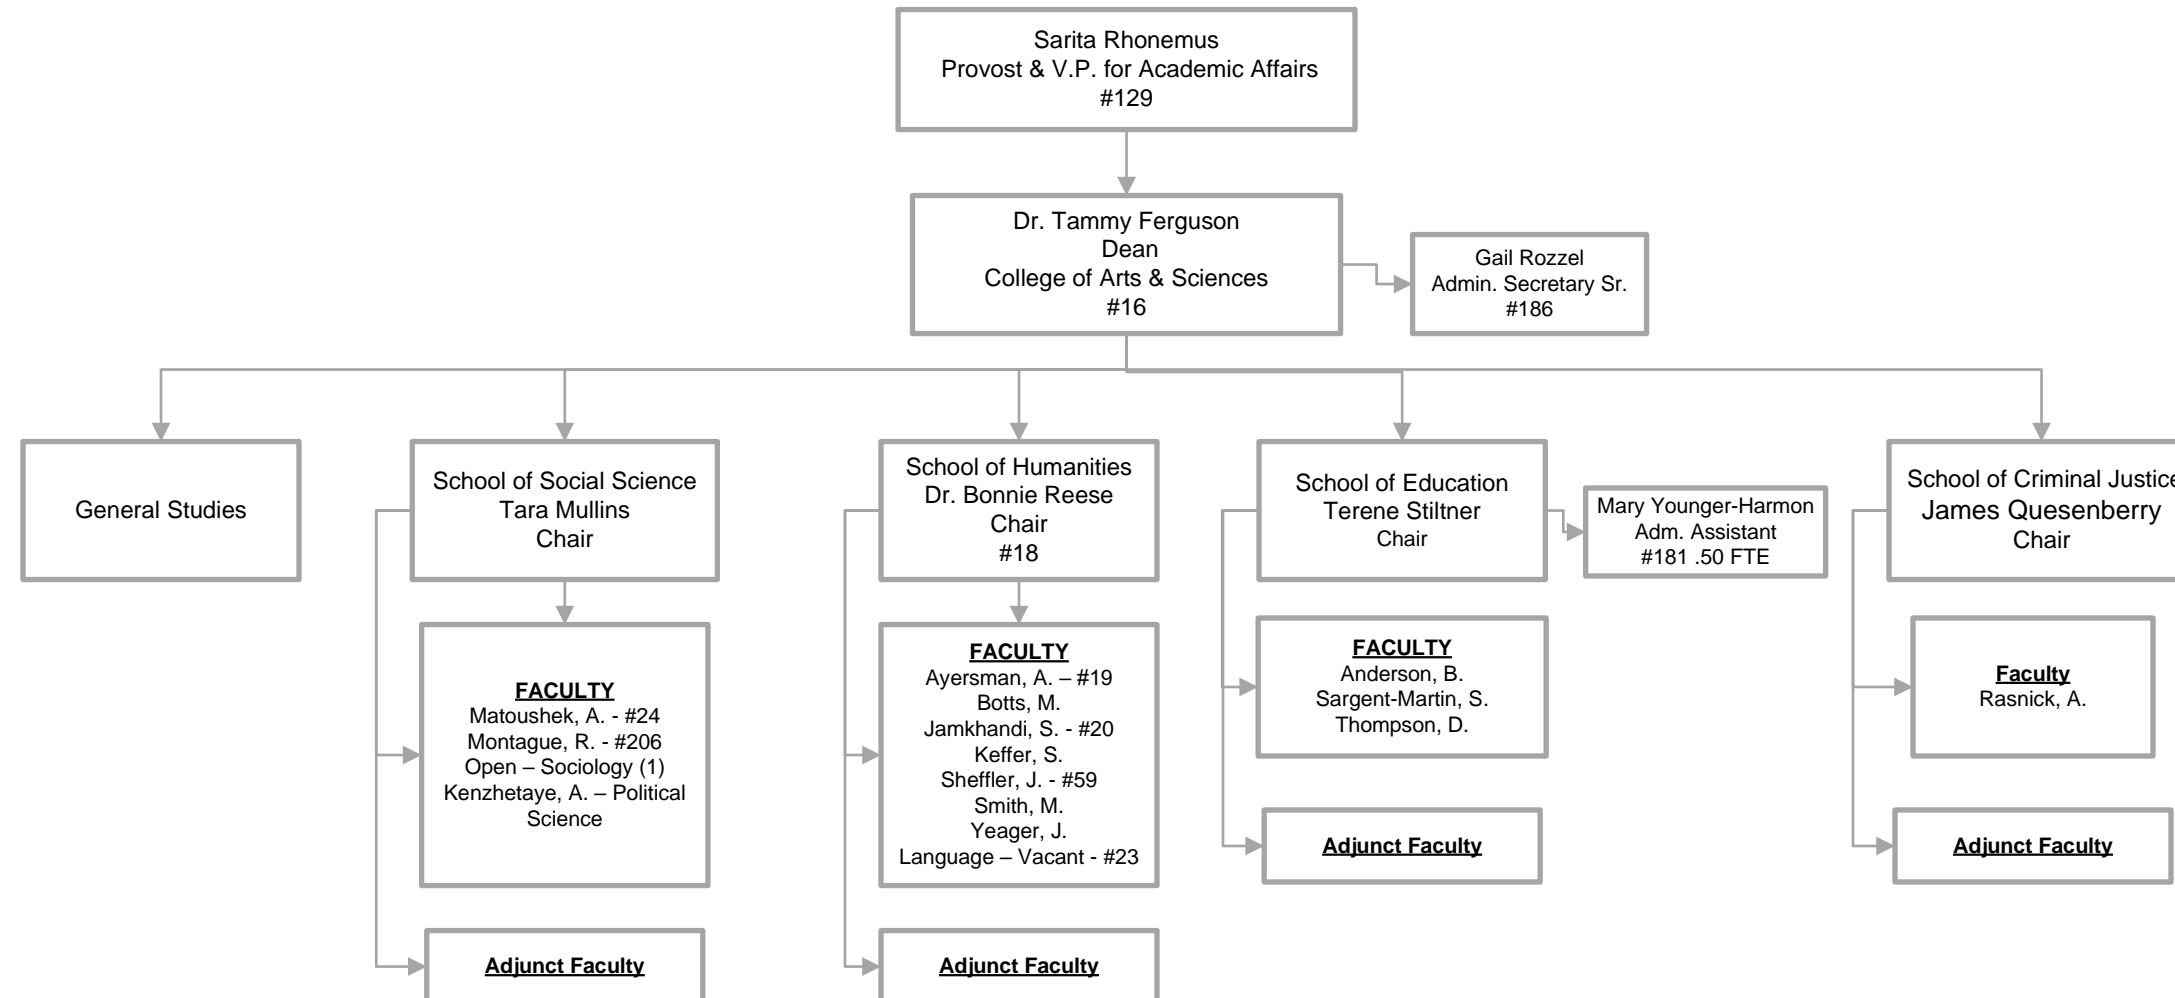 Sarita Rhonemus
Provost & V.P. for Academic Affairs
#129
Dr. Tammy Ferguson
Dean
College of Arts & Sciences
#16
Gail Rozzel
Admin. Secretary Sr.
#186
General Studies
School of Social Science
Tara Mullins
Chair
School of Humanities
Dr. Bonnie Reese
Chair
#18
School of Education
Terene Stiltner
Chair
Mary Younger-Harmon
Adm. Assistant
#181 .50 FTE
School of Criminal Justice
James Quesenberry
Chair
FACULTY
Matoushek, A. - #24
Montague, R. - #206
Open – Sociology (1)
Kenzhetaye, A. – Political
Science
FACULTY
Ayersman, A. – #19
Botts, M.
Jamkhandi, S. - #20
Keffer, S.
Sheffler, J. - #59
Smith, M.
Yeager, J.
Language – Vacant - #23
FACULTY
Anderson, B.
Sargent-Martin, S.
Thompson, D.
Faculty
Rasnick, A.
Adjunct Faculty
Adjunct Faculty
Adjunct Faculty
Adjunct Faculty